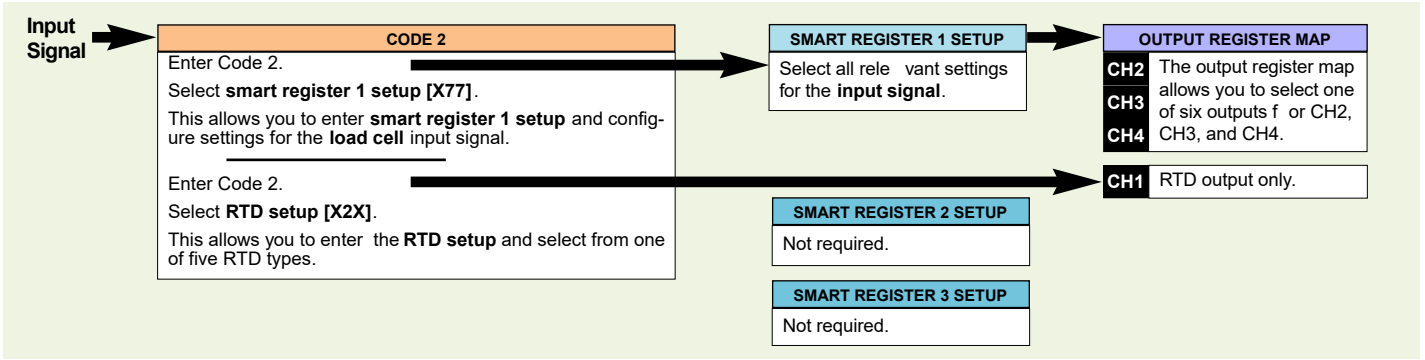 Input
Signal
CODE 2
Enter Code 2.
Select smart register 1 setup [X77].
This allows you to enter smart register 1 setup and config-
ure settings for the load cell input signal.
Enter Code 2.
Select RTD setup [X2X].
This allows you to enter the RTD setup and select from one
of five RTD types.
SMART REGISTER 1 SETUP
Select all rele vant settings
for the input signal.
SMART REGISTER 2 SETUP
Not required.
SMART REGISTER 3 SETUP
Not required.
OUTPUT REGISTER MAP
CH2
CH3
CH4
The output register map
allows you to select one
of six outputs f or CH2,
CH3, and CH4.
CH1 RTD output only.